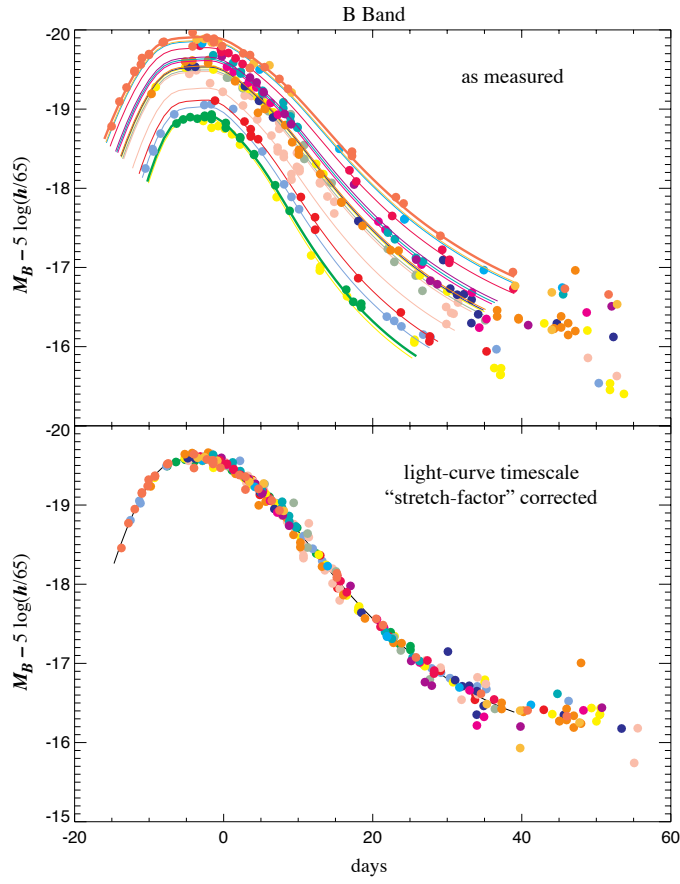 B Band
-20
as measured
-19
-18
M_B – 5 log(h/65)
-17
-16
-20
light-curve timescale
“stretch-factor” corrected
-19
-18
M_B – 5 log(h/65)
-17
-16
-15
-20 0 20 40 60
days